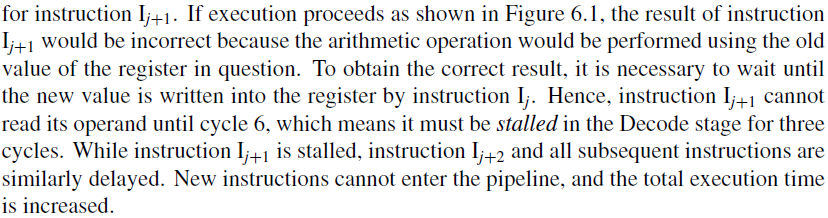 for instruction Ij+1. If execution proceeds as shown in Figure 6.1, the result of instruction
Ij+1 would be incorrect because the arithmetic operation would be performed using the old
value of the register in question. To obtain the correct result, it is necessary to wait until
the new value is written into the register by instruction Ij. Hence, instruction Ij+1 cannot
read its operand until cycle 6, which means it must be stalled in the Decode stage for three
cycles. While instruction Ij+1 is stalled, instruction Ij+2 and all subsequent instructions are
similarly delayed. New instructions cannot enter the pipeline, and the total execution time
is increased.